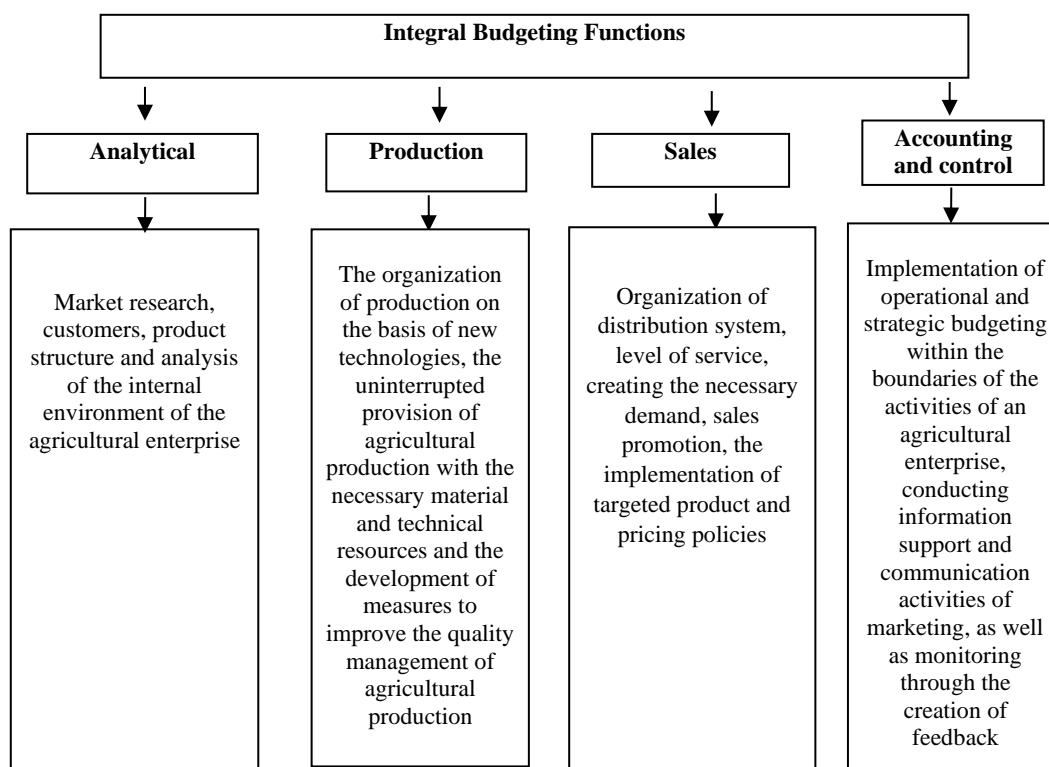 Integral Budgeting Functions
Analytical
Production
Sales
Accounting
and control
Market research,
customers, product
structure and analysis
of the internal
environment of the
agricultural enterprise
The organization
of production on
the basis of new
technologies, the
uninterrupted
provision of
agricultural
production with the
necessary material
and technical
resources and the
development of
measures to
improve the quality
management of
agricultural
production
Organization of
distribution system,
level of service,
creating the necessary
demand, sales
promotion, the
implementation of
targeted product and
pricing policies
Implementation of
operational and
strategic budgeting
within the
boundaries of the
activities of an
agricultural
enterprise,
conducting
information
support and
communication
activities of
marketing, as well
as monitoring
through the
creation of
feedback